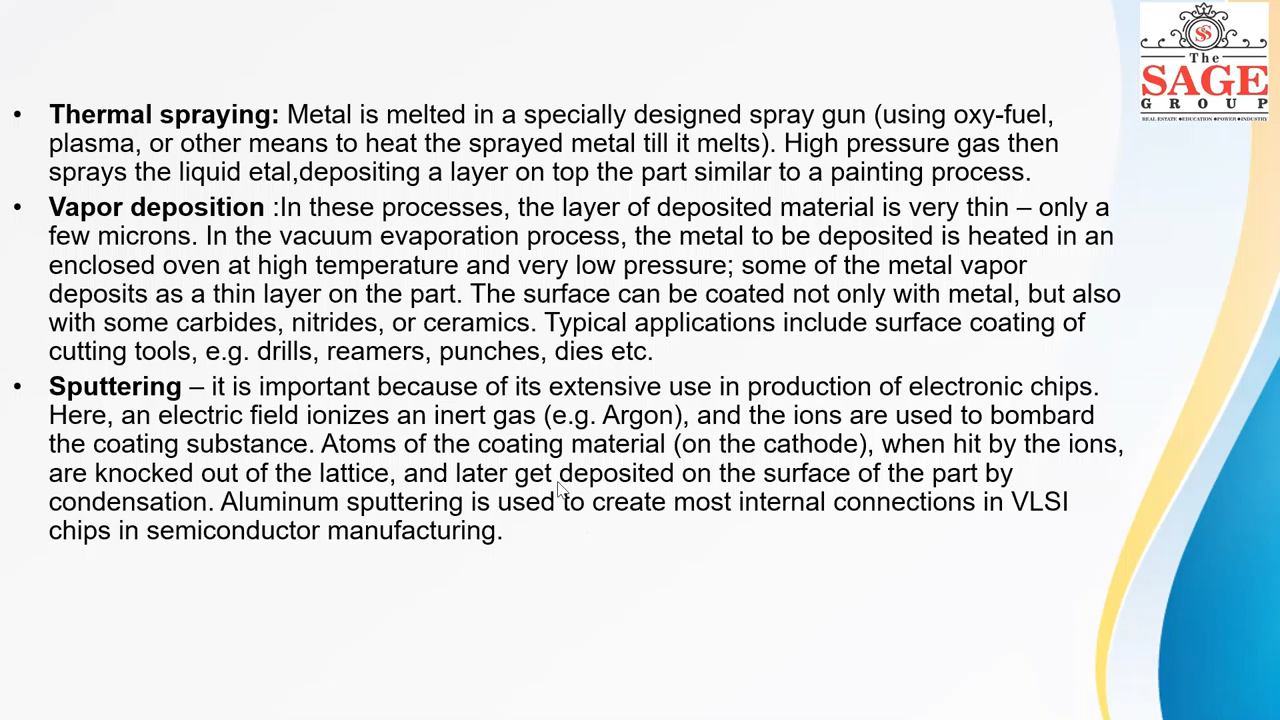 The
SAGE
GROUP
REAL ESTATE •EDUCATION •POWER •INDUSTRY
• Thermal spraying: Metal is melted in a specially designed spray gun (using oxy-fuel,
plasma, or other means to heat the sprayed metal till it melts). High pressure gas then
sprays the liquid etal,depositing a layer on top the part similar to a painting process.
• Vapor deposition :In these processes, the layer of deposited material is very thin – only a
few microns. In the vacuum evaporation process, the metal to be deposited is heated in an
enclosed oven at high temperature and very low pressure; some of the metal vapor
deposits as a thin layer on the part. The surface can be coated not only with metal, but also
with some carbides, nitrides, or ceramics. Typical applications include surface coating of
cutting tools, e.g. drills, reamers, punches, dies etc.
• Sputtering – it is important because of its extensive use in production of electronic chips.
Here, an electric field ionizes an inert gas (e.g. Argon), and the ions are used to bombard
the coating substance. Atoms of the coating material (on the cathode), when hit by the ions,
are knocked out of the lattice, and later get deposited on the surface of the part by
condensation. Aluminum sputtering is used to create most internal connections in VLSI
chips in semiconductor manufacturing.